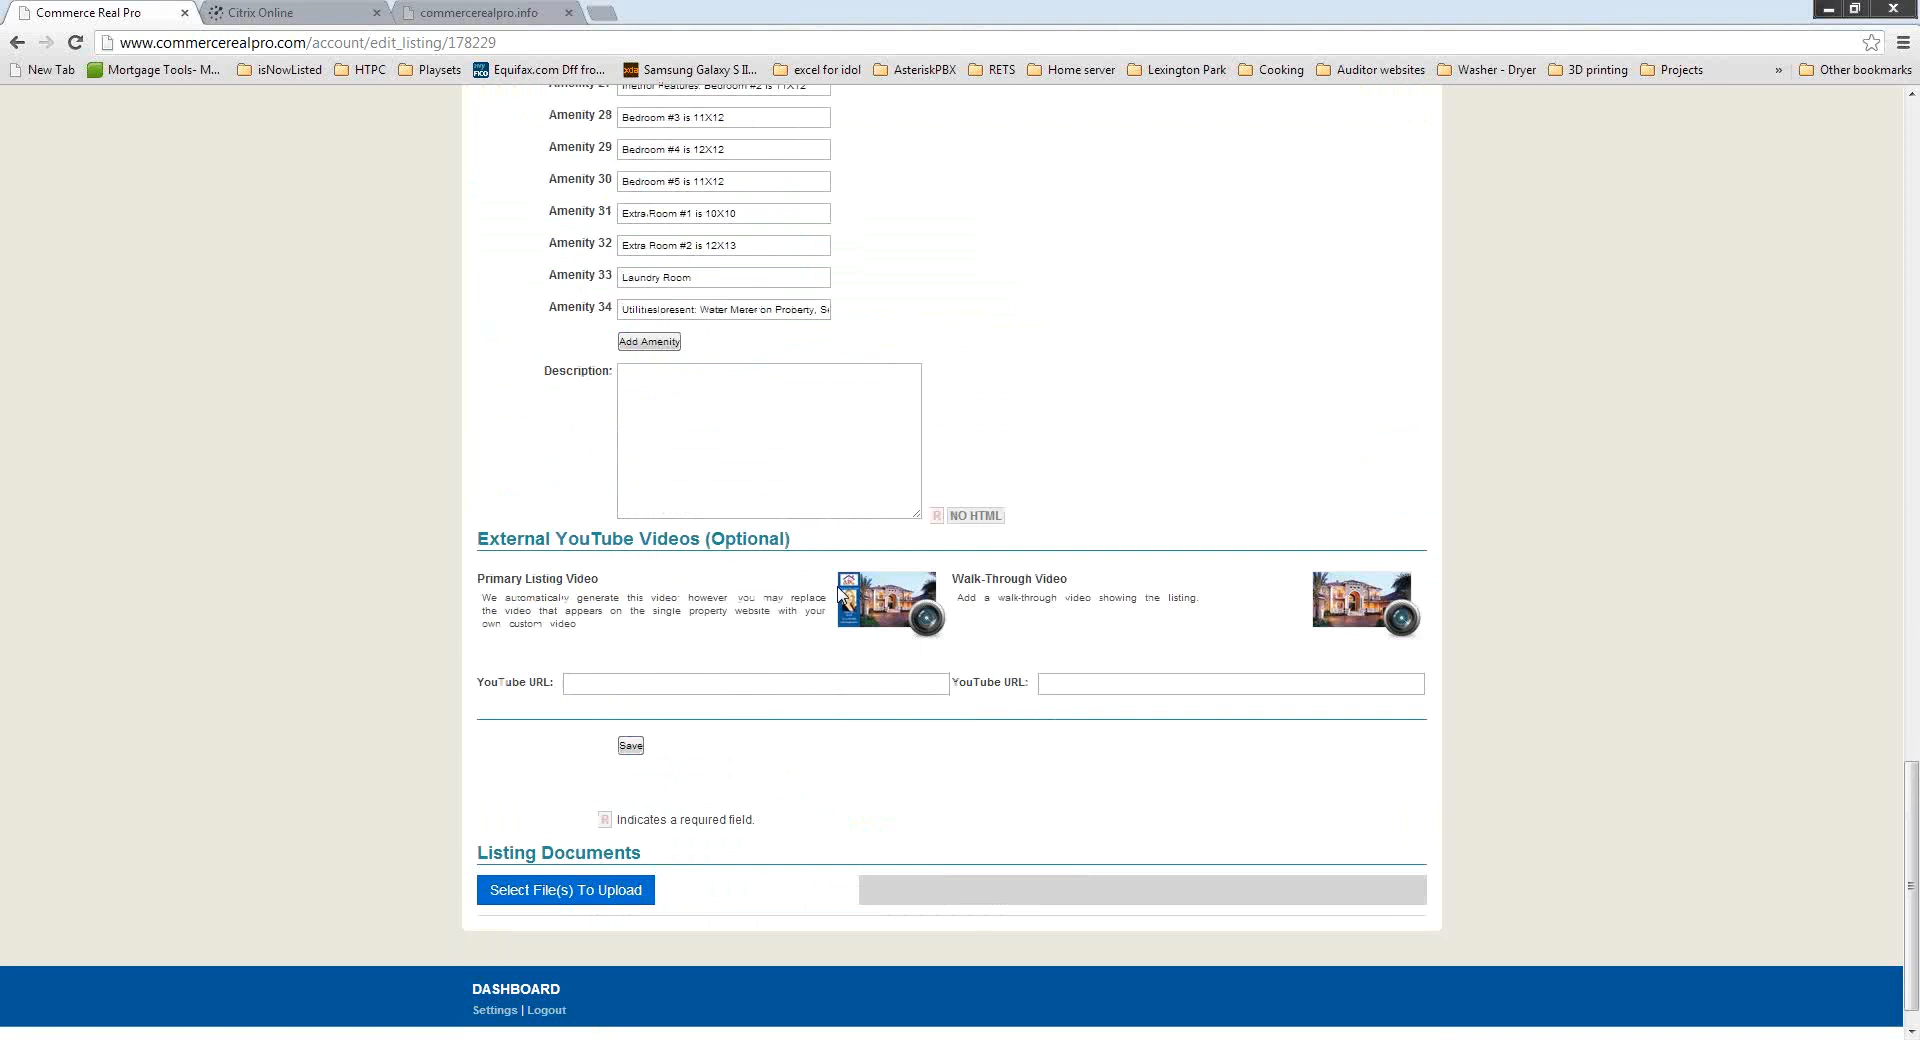 Commerce Real Pro
Citrix Online
commercerealpro.info
www.commercerealpro.com/account/edit_listing/178229
New Tab
Mortgage Tools- M...
isNowListed
HTPC
Playsets
Equifax.com Dff fro...
Samsung Galaxy S II...
excel for idol
AsteriskPBX
RETS
Home server
Lexington Park
Cooking
Auditor websites
Washer - Dryer
3D printing
Projects
»
Other bookmarks
Amenity 28 Bedroom #3 is 11X12
Amenity 29 Bedroom #4 is 12X12
Amenity 30 Bedroom #5 is 11X12
Amenity 31 Extra Room #1 is 10X10
Amenity 32 Extra Room #2 is 12X13
Amenity 33 Laundry Room
Amenity 34 Utilities present: Water Meter on Property, Se
Add Amenity
Description:
R NO HTML
External YouTube Videos (Optional)
Primary Listing Video
We automatically generate this video however you may replace
the video that appears on the single property website with your
own custom video
Walk-Through Video
Add a walk-through video showing the listing.
YouTube URL:
YouTube URL:
Save
R Indicates a required field.
Listing Documents
Select File(s) To Upload
DASHBOARD
Settings | Logout